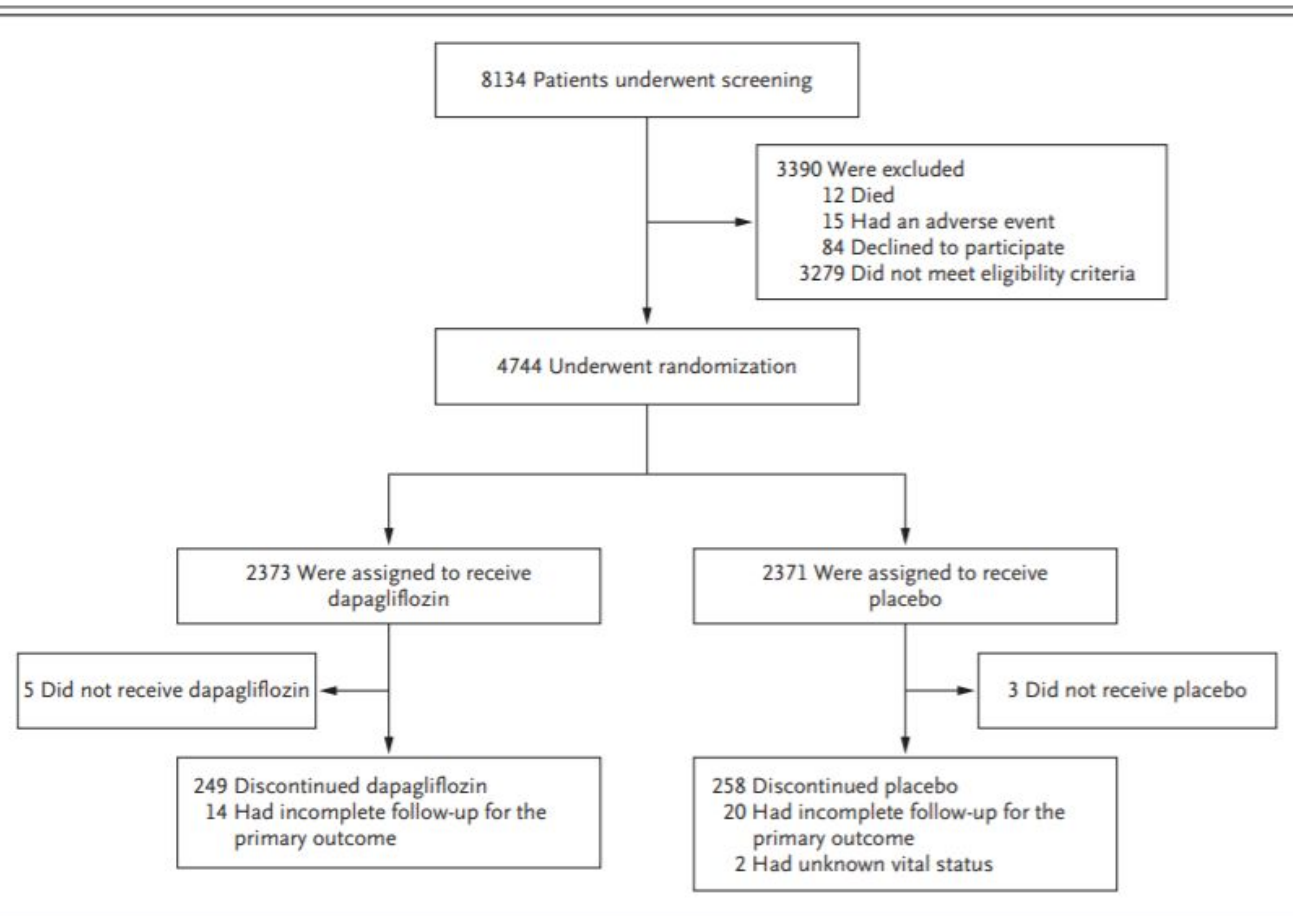 8134 Patients underwent screening
3390 Were excluded
12 Died
15 Had an adverse event
84 Declined to participate
3279 Did not meet eligibility criteria
4744 Underwent randomization
2373 Were assigned to receive
dapagliflozin
2371 Were assigned to receive
placebo
5 Did not receive dapagliflozin
3 Did not receive placebo
249 Discontinued dapagliflozin
14 Had incomplete follow-up for the
primary outcome
258 Discontinued placebo
20 Had incomplete follow-up for the
primary outcome
2 Had unknown vital status